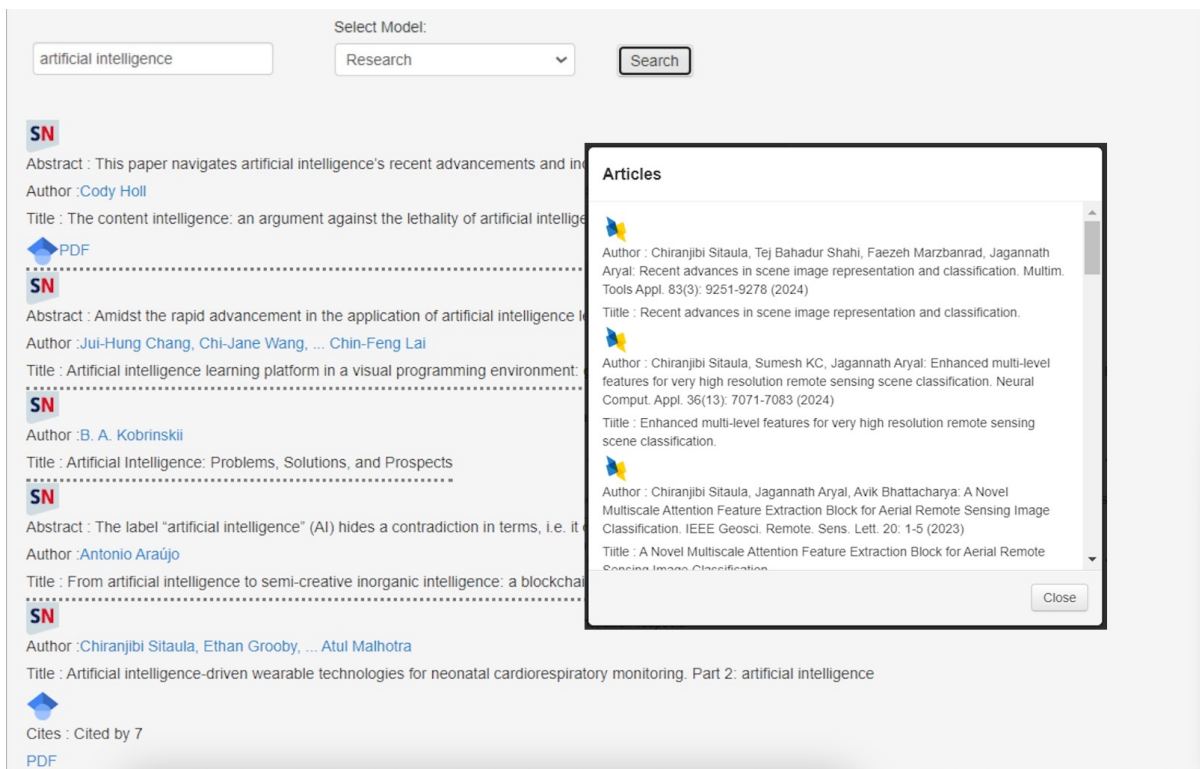 Select Model:
artificial intelligence
Research
Search
SN
Abstract : This paper navigates artificial intelligence's recent advancements and
Author :Cody Holl
Title : The content intelligence: an argument against the lethality of artificial
PDF
SN
Abstract : Amidst the rapid advancement in the application of artificial intelligence
Author :Jui-Hung Chang, Chi-Jane Wang, ... Chin-Feng Lai
Title : Artificial intelligence learning platform in a visual programming environment:
SN
Author :B. A. Kobrinskii
Title : Artificial Intelligence: Problems, Solutions, and Prospects
SN
Abstract : The label “artificial intelligence” (AI) hides a contradiction in terms, i.e. it
Author :Antonio Araújo
Title : From artificial intelligence to semi-creative inorganic intelligence: a
SN
Author :Chiranjibi Sitaula, Ethan Grooby, ... Atul Malhotra
Title : Artificial intelligence-driven wearable technologies for neonatal cardiorespiratory monitoring. Part 2: artificial intelligence
Cites : Cited by 7
PDF
Articles
Author : Chiranjibi Sitaula, Tej Bahadur Shahi, Faezeh Marzbanrad, Jagannath
Aryal: Recent advances in scene image representation and classification. Multim.
Tools Appl. 83(3): 9251-9278 (2024)
Tiitle : Recent advances in scene image representation and classification.
Author : Chiranjibi Sitaula, Sumesh KC, Jagannath Aryal: Enhanced multi-level
features for very high resolution remote sensing scene classification. Neural
Comput. Appl. 36(13): 7071-7083 (2024)
Tiitle : Enhanced multi-level features for very high resolution remote sensing
scene classification.
Author : Chiranjibi Sitaula, Jagannath Aryal, Avik Bhattacharya: A Novel
Multiscale Attention Feature Extraction Block for Aerial Remote Sensing Image
Classification. IEEE Geosci. Remote. Sens. Lett. 20: 1-5 (2023)
Tiitle : A Novel Multiscale Attention Feature Extraction Block for Aerial Remote
Sensing Image Classification
Close